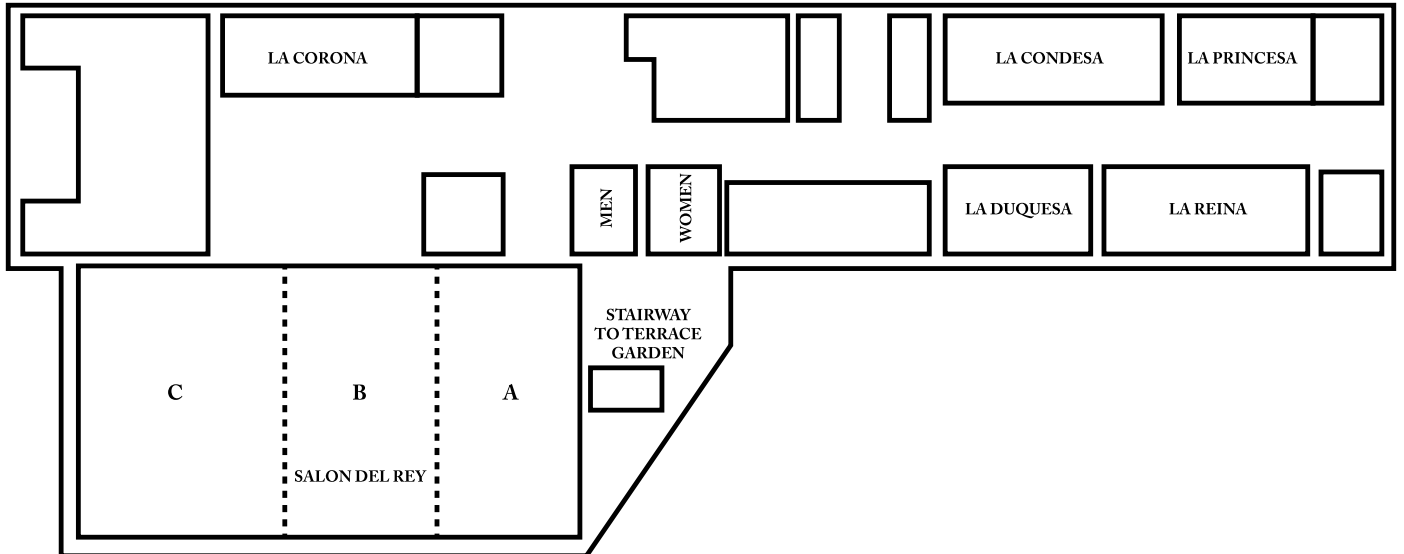 LA CORONA
LA CONDESA
LA PRINCESA
MEN
WOMEN
LA DUQUESA
LA REINA
STAIRWAY
TO TERRACE
GARDEN
C
B
A
SALON DEL REY